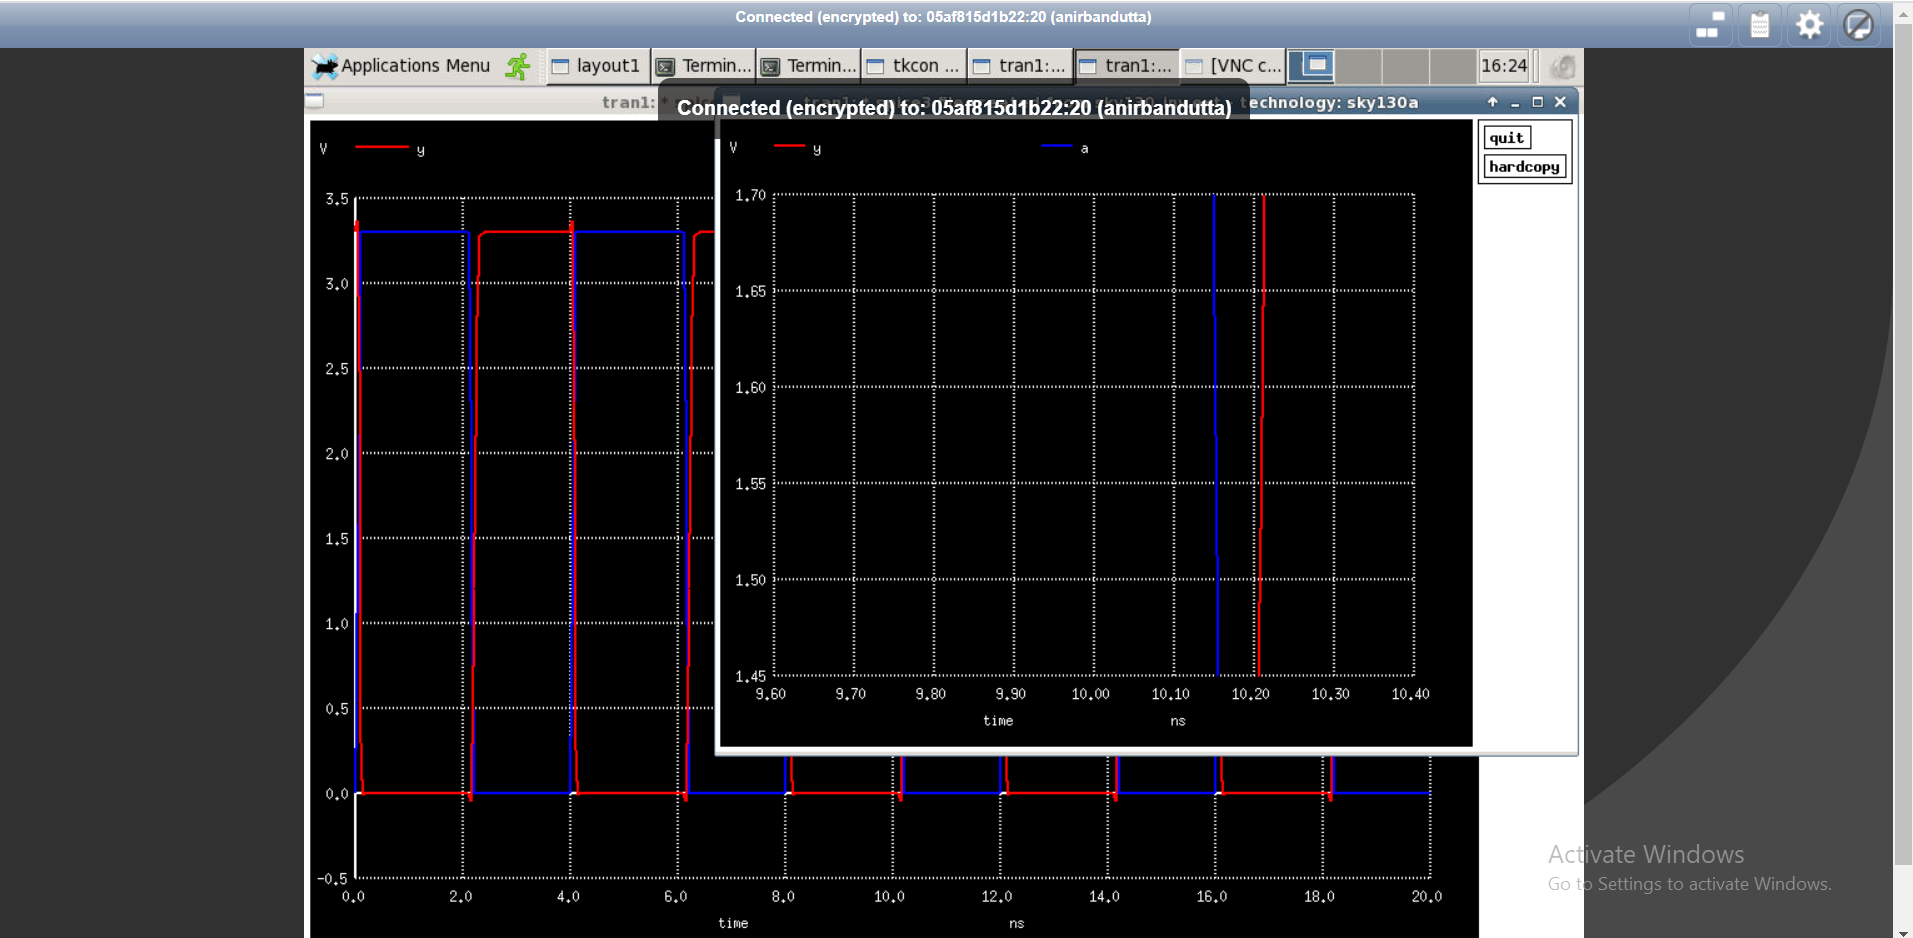 Connected (encrypted) to: 05af815d1b22:20 (anirbandutta)
Applications Menu
layout1
Termin...
Termin...
tkcon ...
tran1:...
tran1:...
[VNC c...
16:24
tran1:
Connected (encrypted) to: 05af815d1b22:20 (anirbandutta)
technology: sky130a
quit
hardcopy
V y
3.5
3.0
2.5
2.0
1.5
1.0
0.5
0.0
-0.5
0.0 2.0 4.0 6.0 8.0 10.0 12.0 14.0 16.0 18.0 20.0
time ns
V y a
1.70
1.65
1.60
1.55
1.50
1.45
9.60 9.70 9.80 9.90 10.00 10.10 10.20 10.30 10.40
time ns
Activate Windows
Go to Settings to activate Windows.